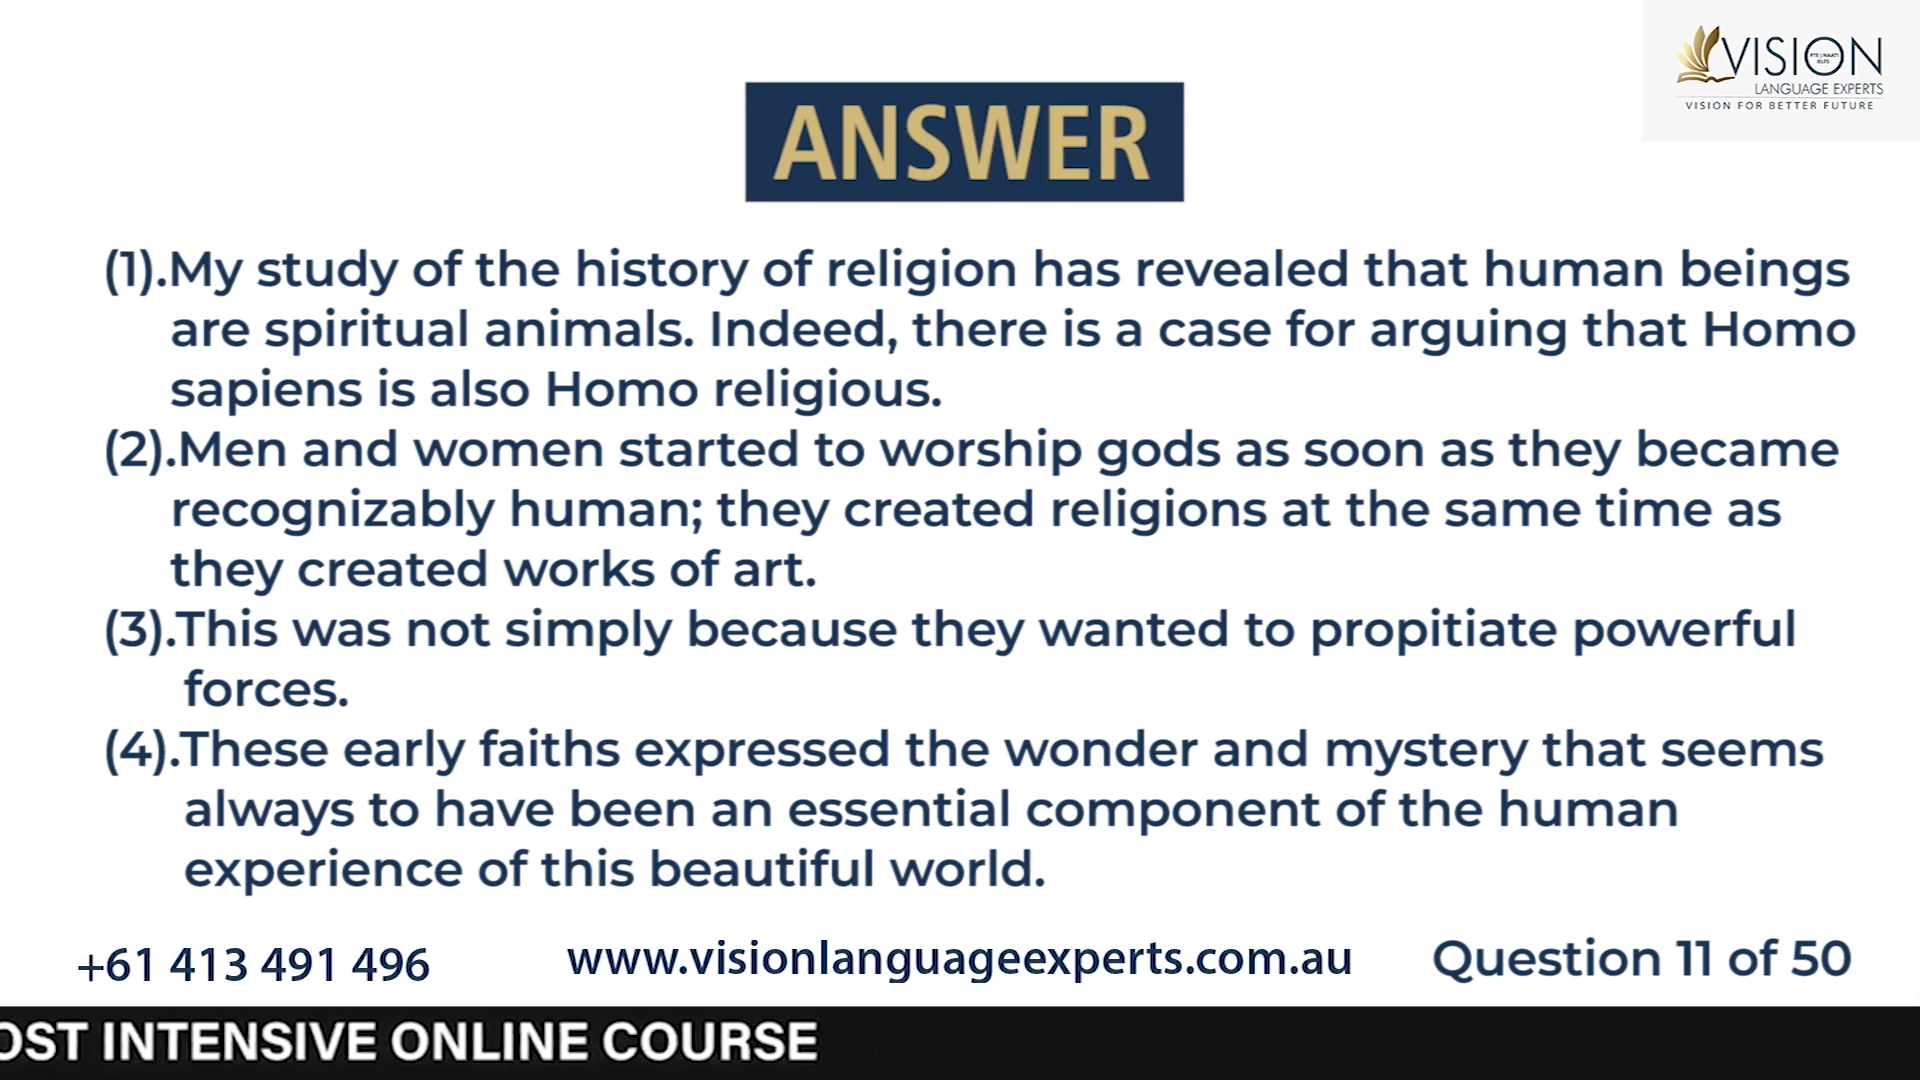 VISION
LANGUAGE EXPERTS
VISION FOR BETTER FUTURE
ANSWER
(1).My study of the history of religion has revealed that human beings
are spiritual animals. Indeed, there is a case for arguing that Homo
sapiens is also Homo religious.
(2).Men and women started to worship gods as soon as they became
recognizably human; they created religions at the same time as
they created works of art.
(3).This was not simply because they wanted to propitiate powerful
forces.
(4).These early faiths expressed the wonder and mystery that seems
always to have been an essential component of the human
experience of this beautiful world.
+61 413 491 496 www.visionlanguageexperts.com.au Question 11 of 50
OST INTENSIVE ONLINE COURSE